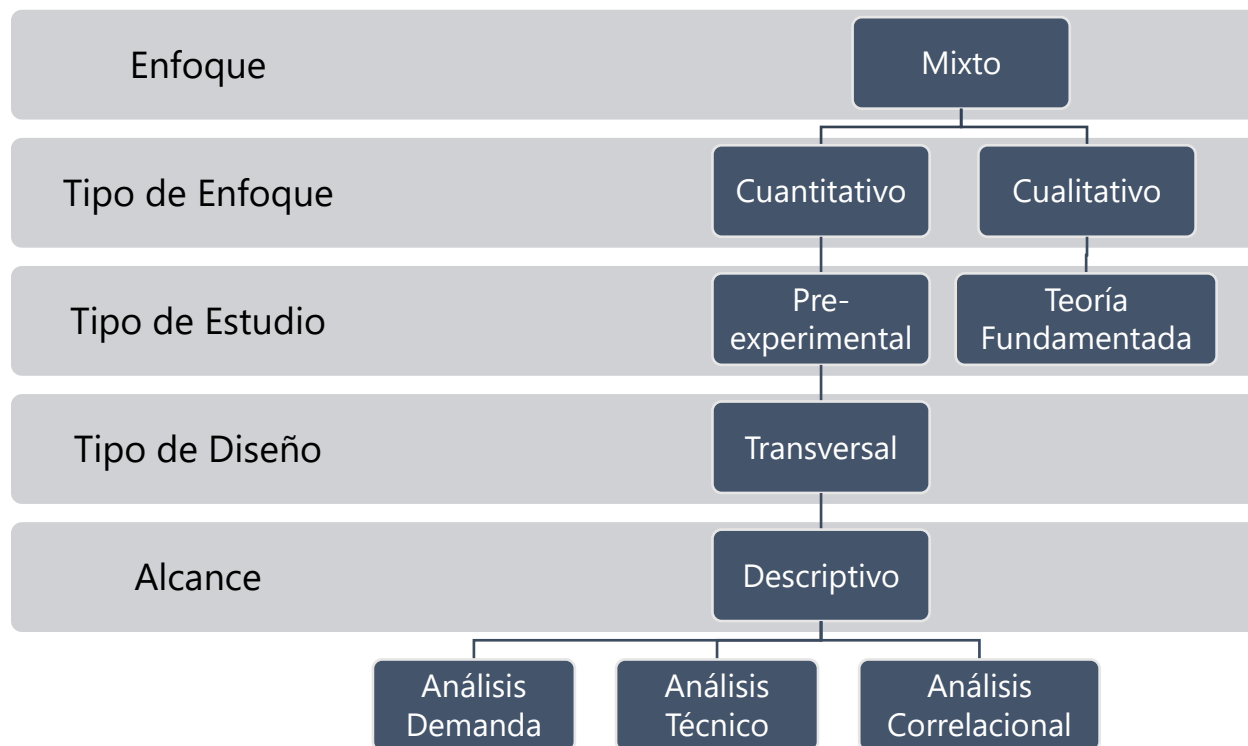 Enfoque
Mixto
Tipo de Enfoque
Cuantitativo
Cualitativo
Tipo de Estudio
Pre-
experimental
Teoría
Fundamentada
Tipo de Diseño
Transversal
Alcance
Descriptivo
Análisis
Demanda
Análisis
Técnico
Análisis
Correlacional